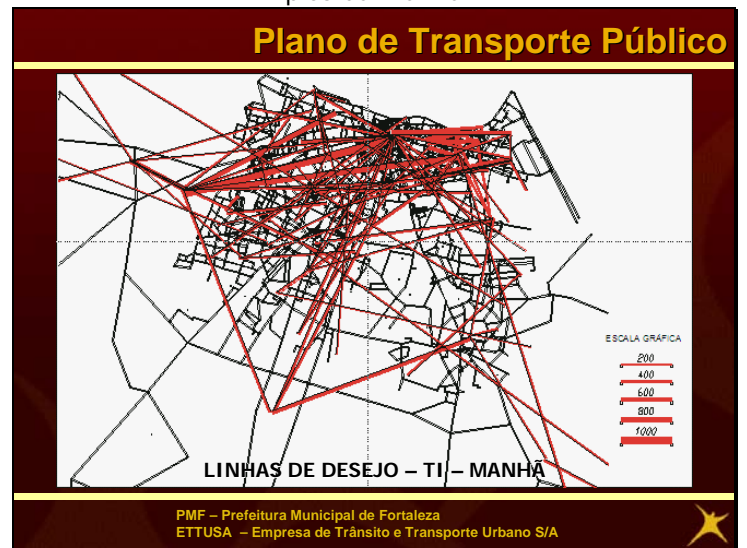 Plano de Transporte Público
ESCALA GRÁFICA
200
400
600
800
1000
LINHAS DE DESEJO – TI – MANHÃ
PMF – Prefeitura Municipal de Fortaleza
ETTUSA – Empresa de Trânsito e Transporte Urbano S/A